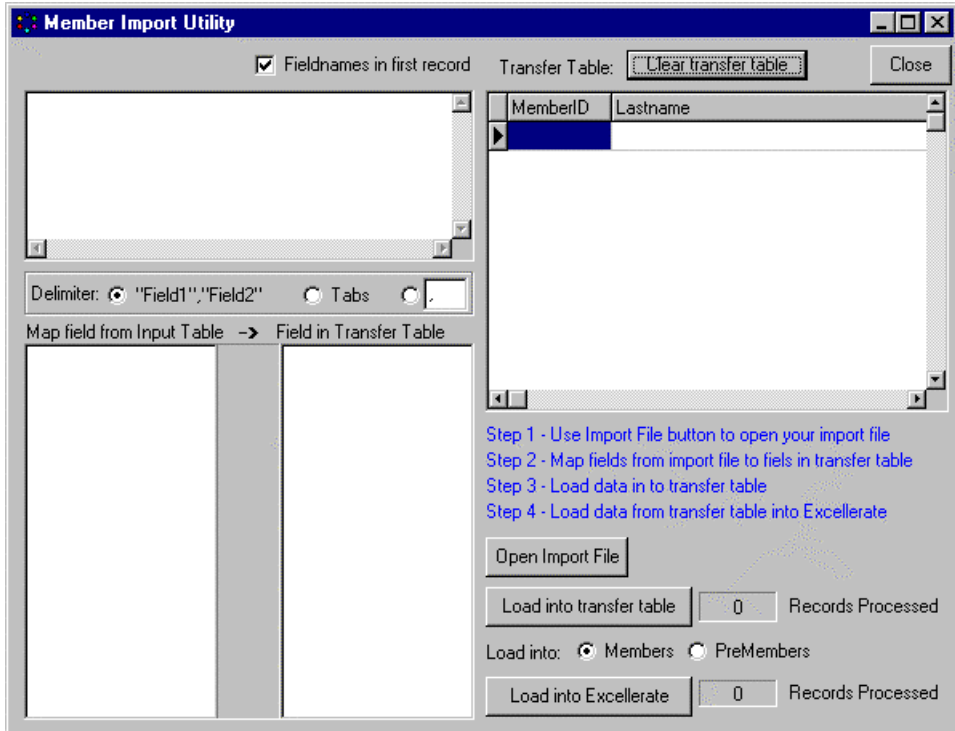 Member Import Utility
Fieldnames in first record
Transfer Table: Clear transfer table Close
MemberID Lastname
Delimiter: "Field1","Field2" Tabs ,
Map field from Input Table -> Field in Transfer Table
Step 1 - Use Import File button to open your import file
Step 2 - Map fields from import file to fiels in transfer table
Step 3 - Load data in to transfer table
Step 4 - Load data from transfer table into Excellerate
Open Import File
Load into transfer table 0 Records Processed
Load into: Members PreMembers
Load into Excellerate 0 Records Processed